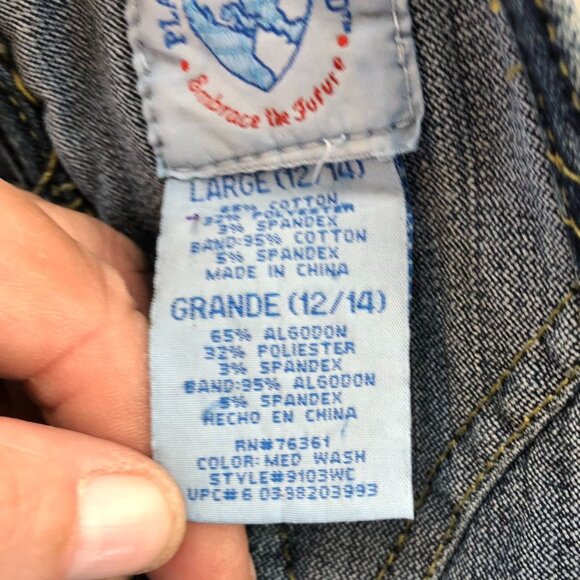 PLA
Embrace the Future
LARGE (12/14)
65% COTTON
32% POLYESTER
3% SPANDEX
BAND:95% COTTON
5% SPANDEX
MADE IN CHINA
GRANDE (12/14)
65% ALGODON
32% POLIESTER
3% SPANDEX
BAND:95% ALGODON
5% SPANDEX
HECHO EN CHINA
RN#76361
COLOR: MED WASH
STYLE#9103WC
UPC#6 0398203993